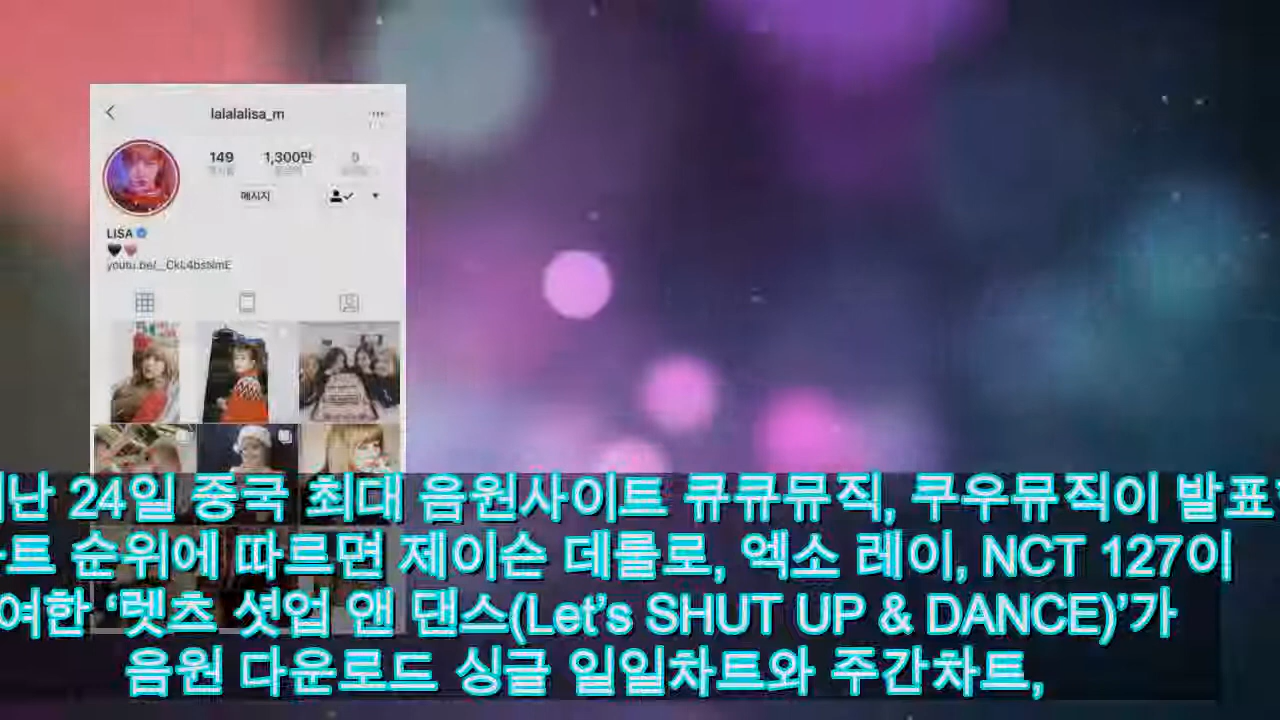 lalalalisa_m
149 1,300만 0
메시지
LISA
난 24일 중국 최대 음원사이트 큐큐뮤직, 쿠우뮤직이 발표
순위에 따르면 제이슨 데룰로, 엑소 레이, NCT 127이
여한 ‘렛츠 셧업 앤 댄스(Let’s SHUT UP & DANCE)’가
음원 다운로드 싱글 일일차트와 주간차트,